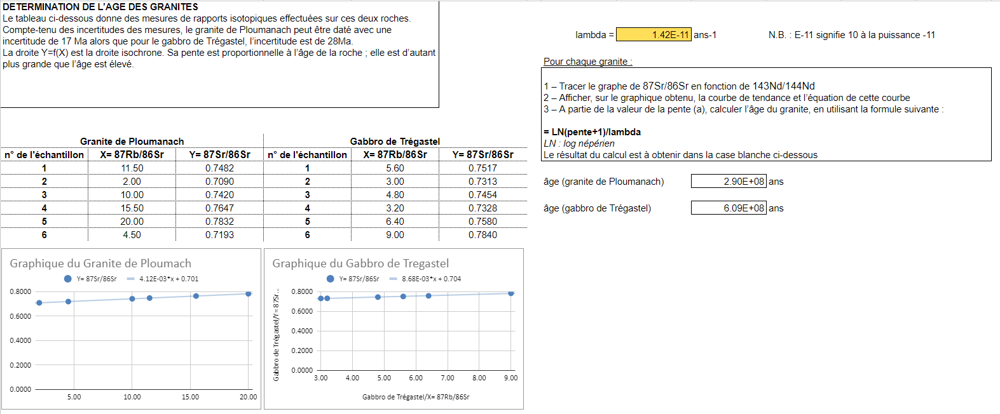 DETERMINATION DE L'AGE DES GRANITES
Le tableau ci-dessous donne des mesures de rapports isotopiques effectuées sur ces deux roches.
Compte-tenu des incertitudes des mesures, le granite de Ploumanach peut être daté avec une
incertitude de 17 Ma alors que pour le gabbro de Trégastel, l'incertitude est de 28Ma.
La droite Y=f(X) est la droite isochrone. Sa pente est proportionnelle à l'âge de la roche ; elle est d'autant
plus grande que l'âge est élevé.
lambda = 1.42E-11 ans-1 N.B. : E-11 signifie 10 à la puissance -11
Pour chaque granite :
1 – Tracer le graphe de 87Sr/86Sr en fonction de 143Nd/144Nd
2 – Afficher, sur le graphique obtenu, la courbe de tendance et l'équation de cette courbe
3 – A partie de la valeur de la pente (a), calculer l'âge du granite, en utilisant la formule suivante :
= LN(pente+1)/lambda
LN : log népérien
Le résultat du calcul est à obtenir dans la case blanche ci-dessous
âge (granite de Ploumanach) 2.90E+08 ans
âge (gabbro de Trégastel) 6.09E+08 ans
Granite de Ploumanach Gabbro de Trégastel
n° de l'échantillon X= 87Rb/86Sr Y= 87Sr/86Sr n° de l'échantillon X= 87Rb/86Sr Y= 87Sr/86Sr
1 11.50 0.7482 1 5.60 0.7517
2 2.00 0.7090 2 3.00 0.7313
3 10.00 0.7420 3 4.80 0.7454
4 15.50 0.7647 4 3.20 0.7328
5 20.00 0.7832 5 6.40 0.7580
6 4.50 0.7193 6 9.00 0.7840
Graphique du Granite de Ploumach
Y= 87Sr/86Sr 4.12E-03*x + 0.701
0.8000
0.6000
0.4000
0.2000
0.0000
5.00 10.00 15.00 20.00
Graphique du Gabbro de Tregastel
Y= 87Sr/86Sr 8.68E-03*x + 0.704
Gabbro de Trégastel/Y= 87Sr...
0.8000
0.6000
0.4000
0.2000
0.0000
3.00 4.00 5.00 6.00 7.00 8.00 9.00
Gabbro de Trégastel/X= 87Rb/86Sr